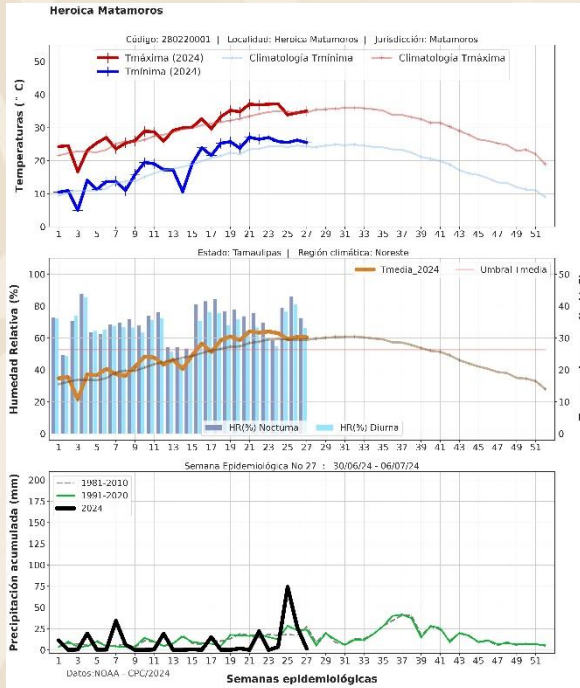 Heroica Matamoros
Código: 280220001 | Localidad: Heroica Matamoros | Jurisdicción: Matamoros
Tmáxima (2024)
Tmínima (2024)
Climatología Tmínima
Climatología Tmáxima
Temperaturas (° C)
50
40
30
20
10
0
1 3 5 7 9 11 13 15 17 19 21 23 25 27 29 31 33 35 37 39 41 43 45 47 49 51
Estado: Tamaulipas | Región climática: Noreste
Tmedia_2024
Umbral Tmedia
Humedad Relativa (%)
100
80
60
40
20
0
50
40
30
20
10
0
HR(%) Nocturna
HR(%) Diurna
1 3 5 7 9 11 13 15 17 19 21 23 25 27 29 31 33 35 37 39 41 43 45 47 49 51
Semana Epidemiológica No 27 : 30/06/24 - 06/07/24
1981-2010
1991-2020
2024
Precipitación acumulada (mm)
200
175
150
125
100
75
50
25
0
1 3 5 7 9 11 13 15 17 19 21 23 25 27 29 31 33 35 37 39 41 43 45 47 49 51
Datos:NOAA - CPC/2024
Semanas epidemiológicas